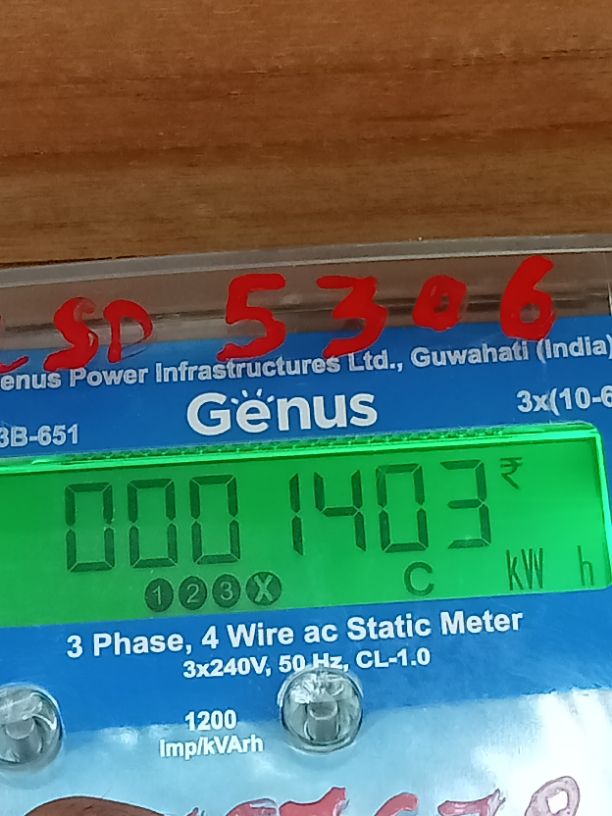 SD 5306
enus Power Infrastructures Ltd., Guwahati (India)
Genus
3B-651
3x(10-6
0001403 ₹
1 2 3 X C kW h
3 Phase, 4 Wire ac Static Meter
3x240V, 50 Hz, CL-1.0
1200
imp/kVArh